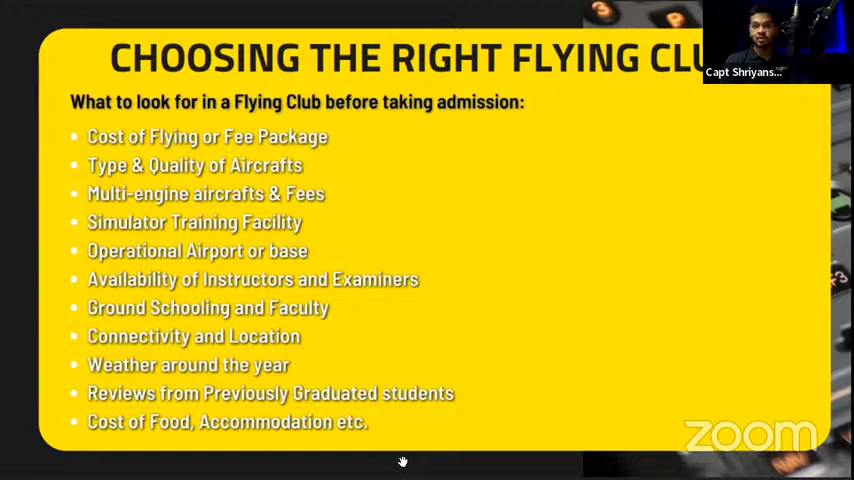 CHOOSING THE RIGHT FLYING CLU
Capt Shriyans...
What to look for in a Flying Club before taking admission:
• Cost of Flying or Fee Package
• Type & Quality of Aircrafts
• Multi-engine aircrafts & Fees
• Simulator Training Facility
• Operational Airport or base
• Availability of Instructors and Examiners
• Ground Schooling and Faculty
• Connectivity and Location
• Weather around the year
• Reviews from Previously Graduated students
• Cost of Food, Accommodation etc.
zoom